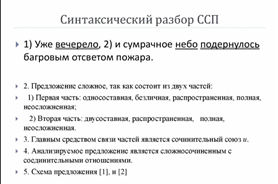 Синтаксический разбор ССП
1) Уже вечерело, 2) и сумрачное небо подернулось
багровым отсветом пожара.
2. Предложение сложное, так как состоит из двух частей:
1) Первая часть: односоставная, безличная, распространенная, полная,
неосложненная;
2) Вторая часть: двусоставная, распространенная, полная,
неосложненная.
3. Главным средством связи частей является сочинительный союз и.
4. Анализируемое предложение является сложносочиненным с
соединительными отношениями.
5. Схема предложения [1], и [2]